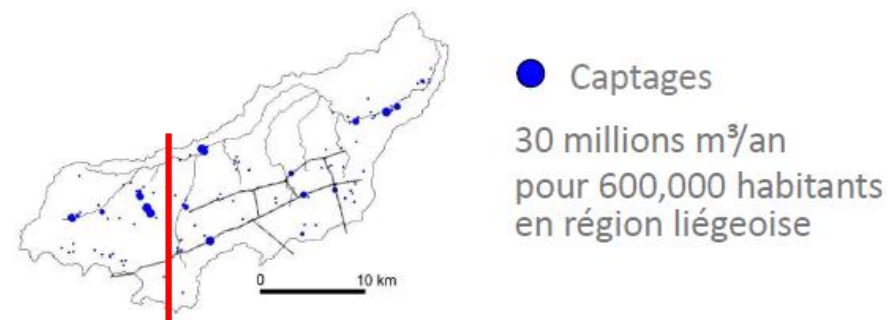 Captages
30 millions m³/an
pour 600,000 habitants
en région liégeoise
0 10 km